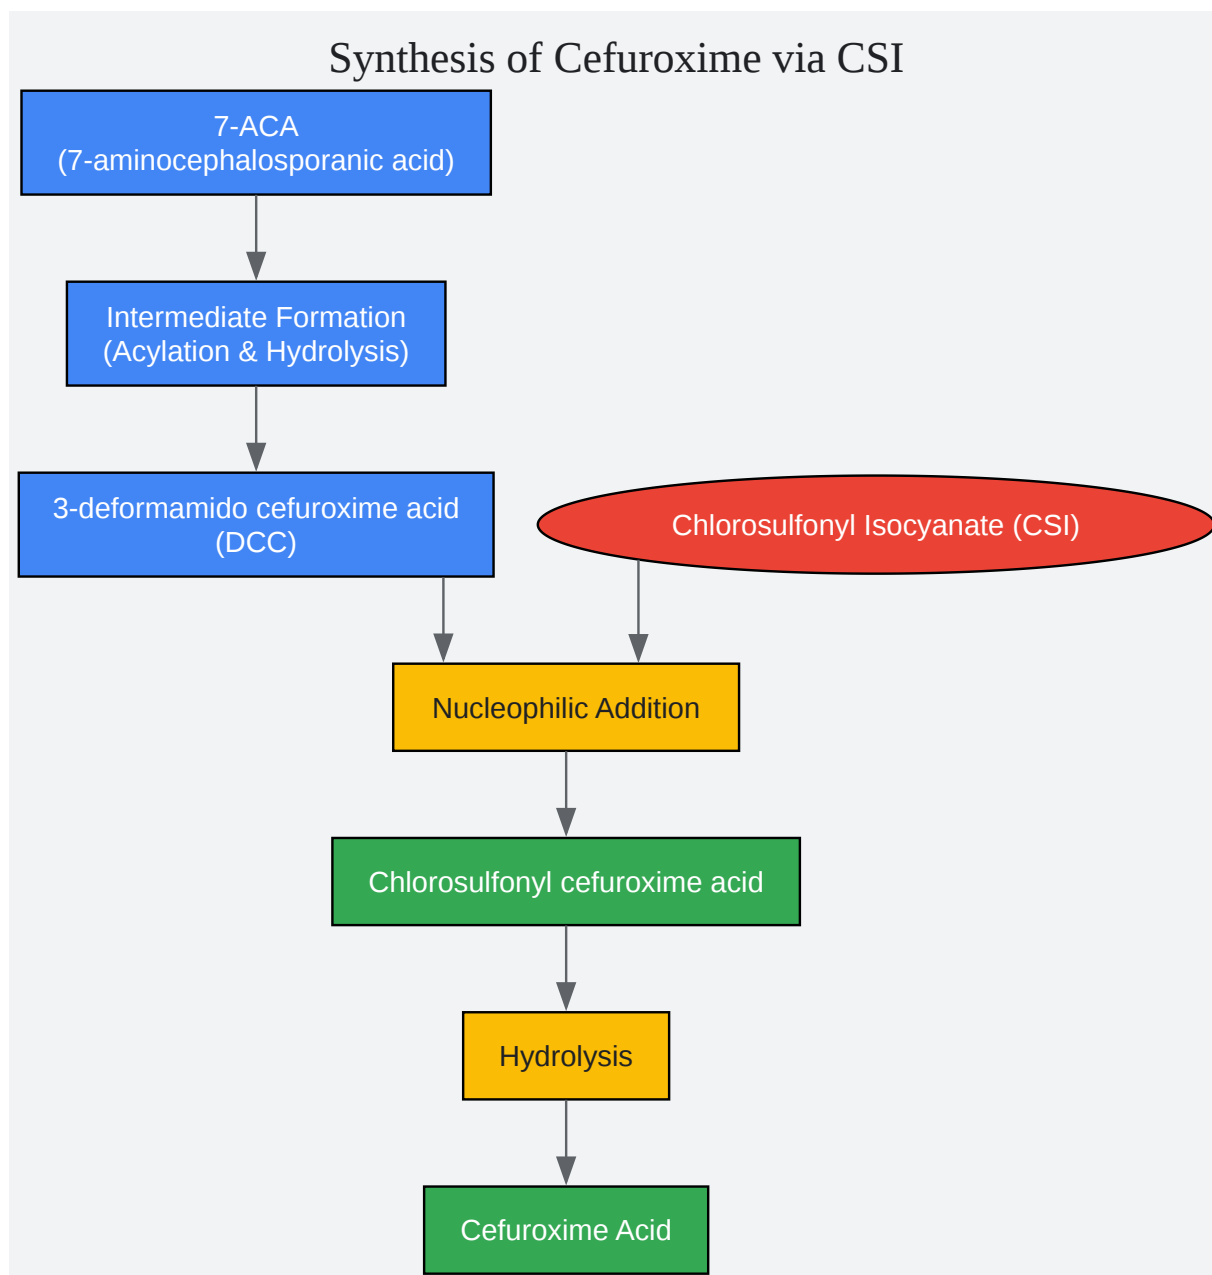 Synthesis of Cefuroxime via CSI
7-ACA
(7-aminocephalosporanic acid)
Intermediate Formation
(Acylation & Hydrolysis)
3-deformamido cefuroxime acid
(DCC)
Chlorosulfonyl Isocyanate (CSI)
Nucleophilic Addition
Chlorosulfonyl cefuroxime acid
Hydrolysis
Cefuroxime Acid